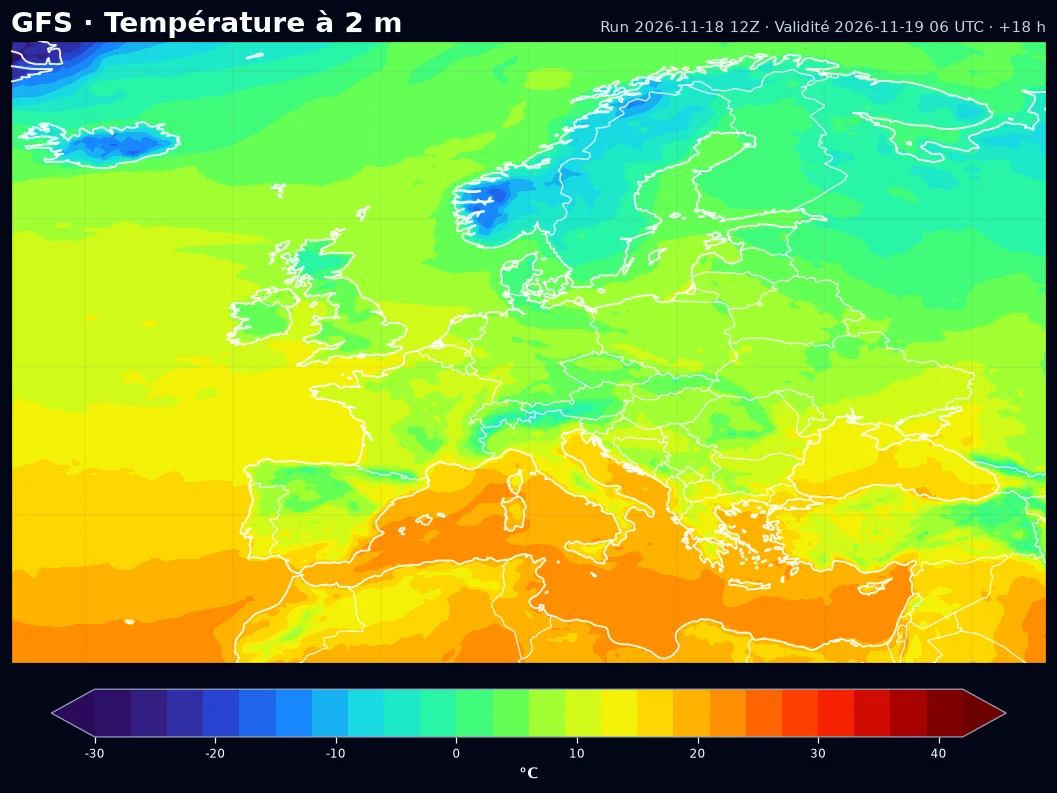 GFS · Température à 2 m
Run 2026-11-18 12Z · Validité 2026-11-19 06 UTC · +18 h
-30 -20 -10 0 10 20 30 40
°C